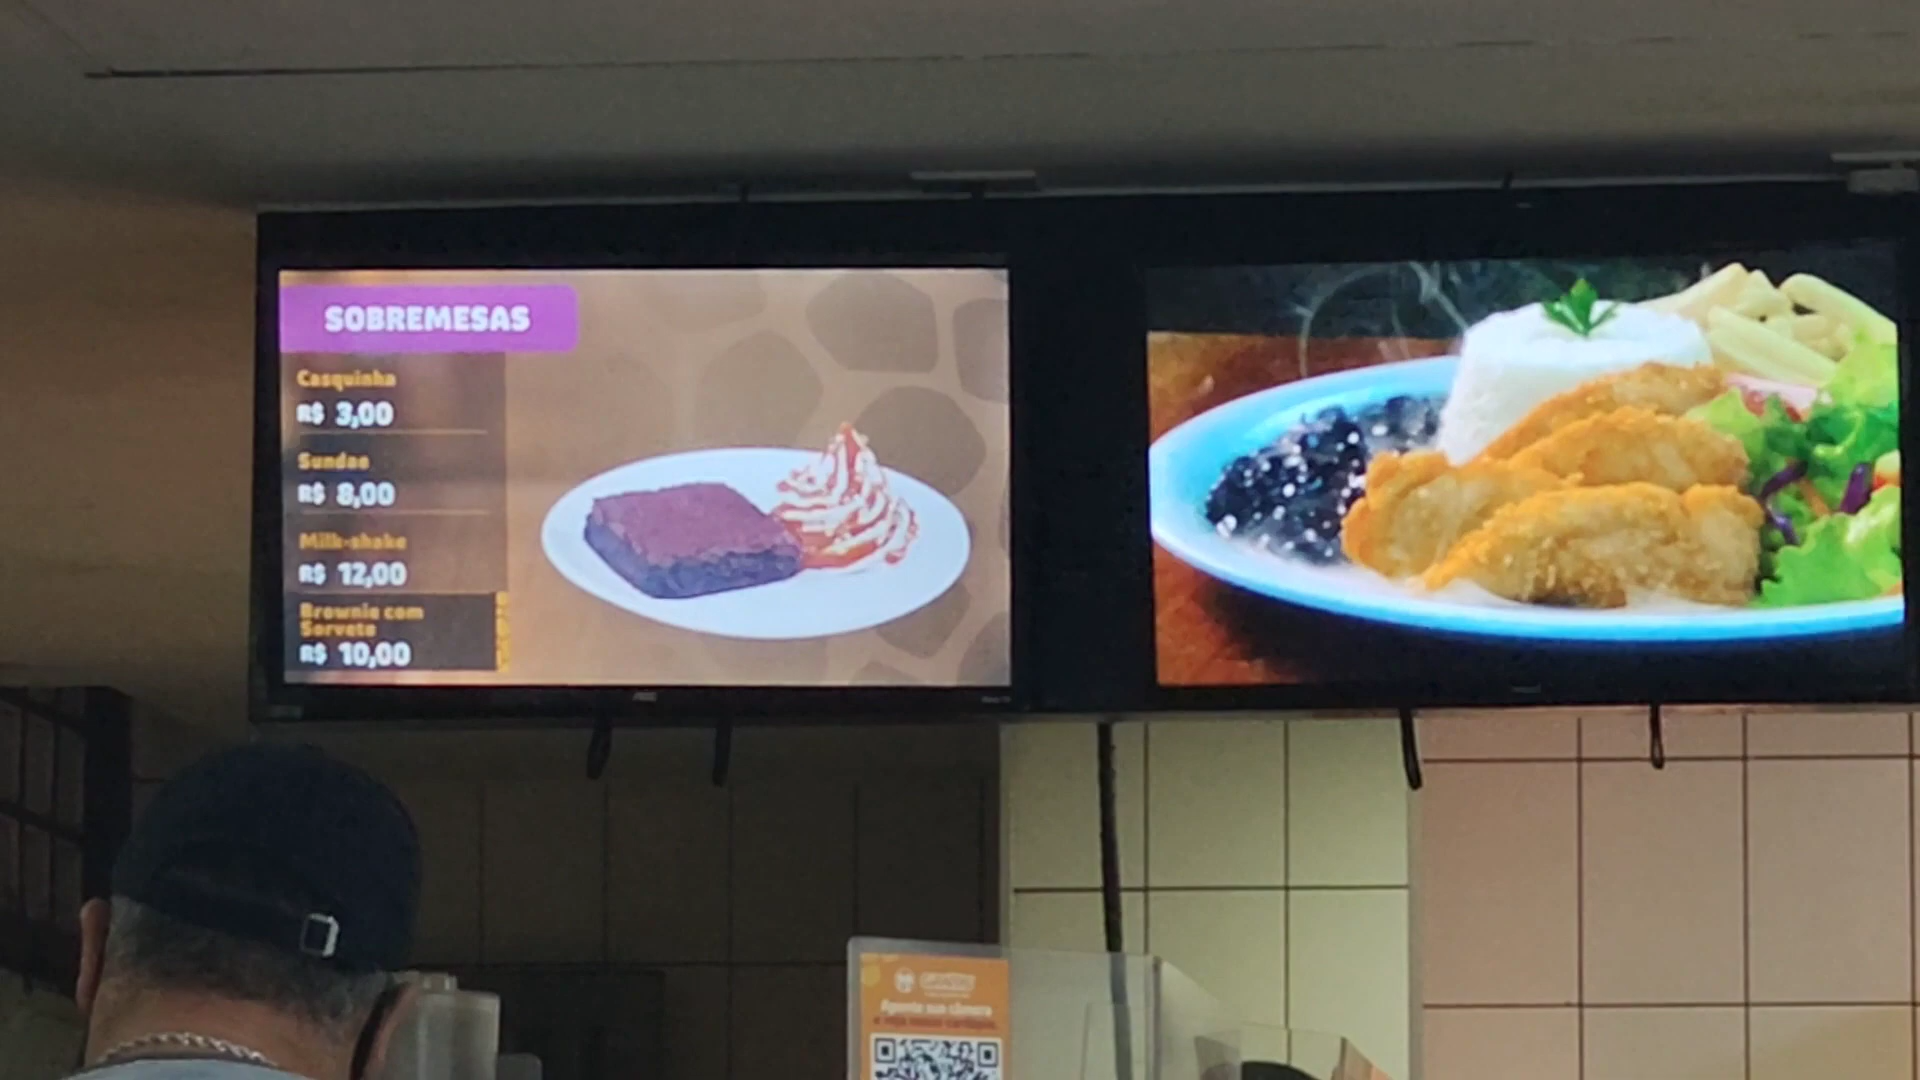 SOBREMESAS
Casquinha
R$ 3,00
Sundae
R$ 8,00
Milk-shake
R$ 12,00
Brownie com
Sorvete
R$ 10,00
Aponte sua câmera